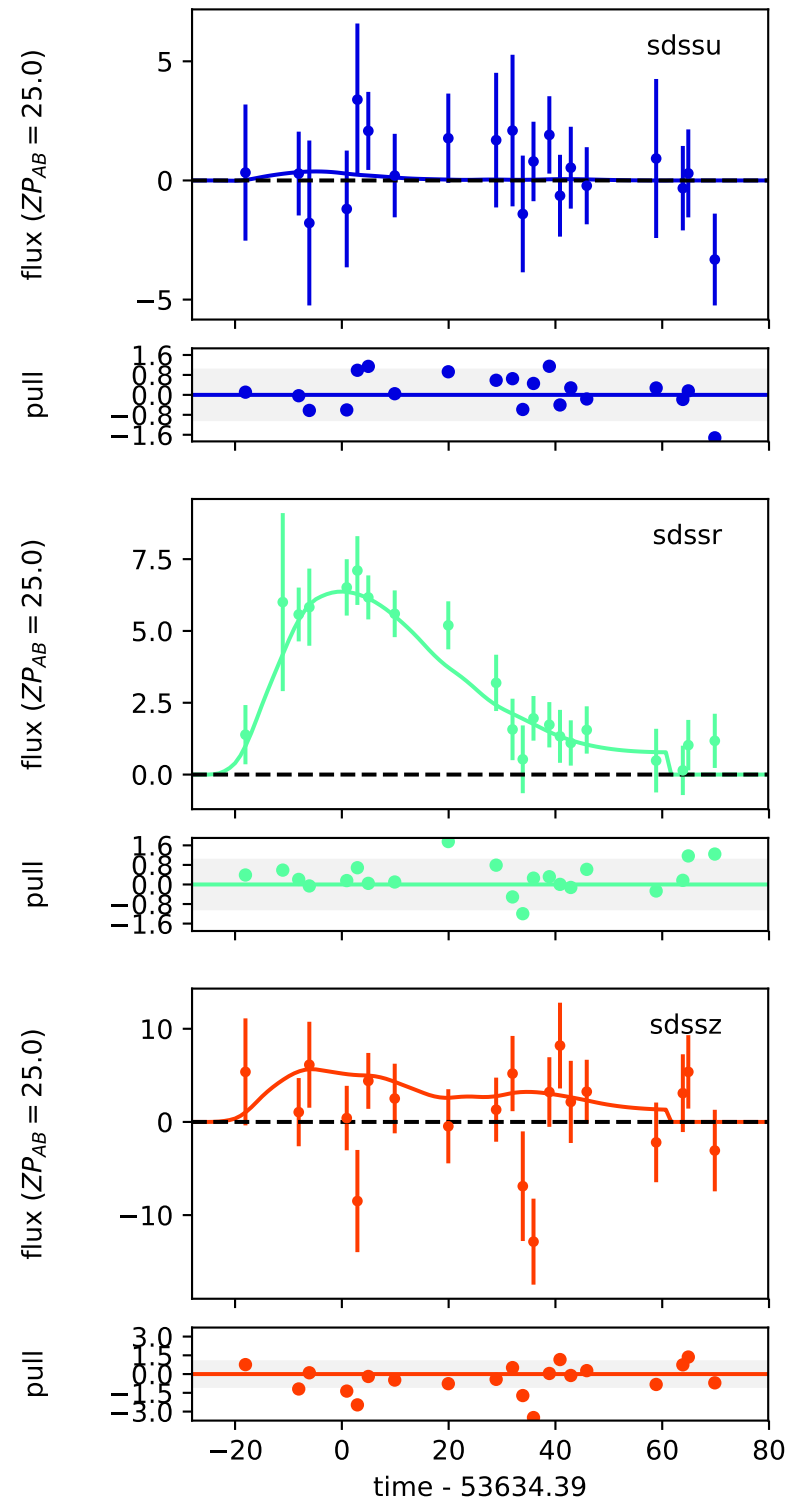 sdssu
flux (ZP_AB = 25.0)
5
0
−5
pull
1.6
0.8
0.0
−0.8
−1.6
sdssr
flux (ZP_AB = 25.0)
7.5
5.0
2.5
0.0
pull
1.6
0.8
0.0
−0.8
−1.6
sdssz
flux (ZP_AB = 25.0)
10
0
−10
pull
3.0
1.5
0.0
−1.5
−3.0
−20 0 20 40 60 80
time - 53634.39